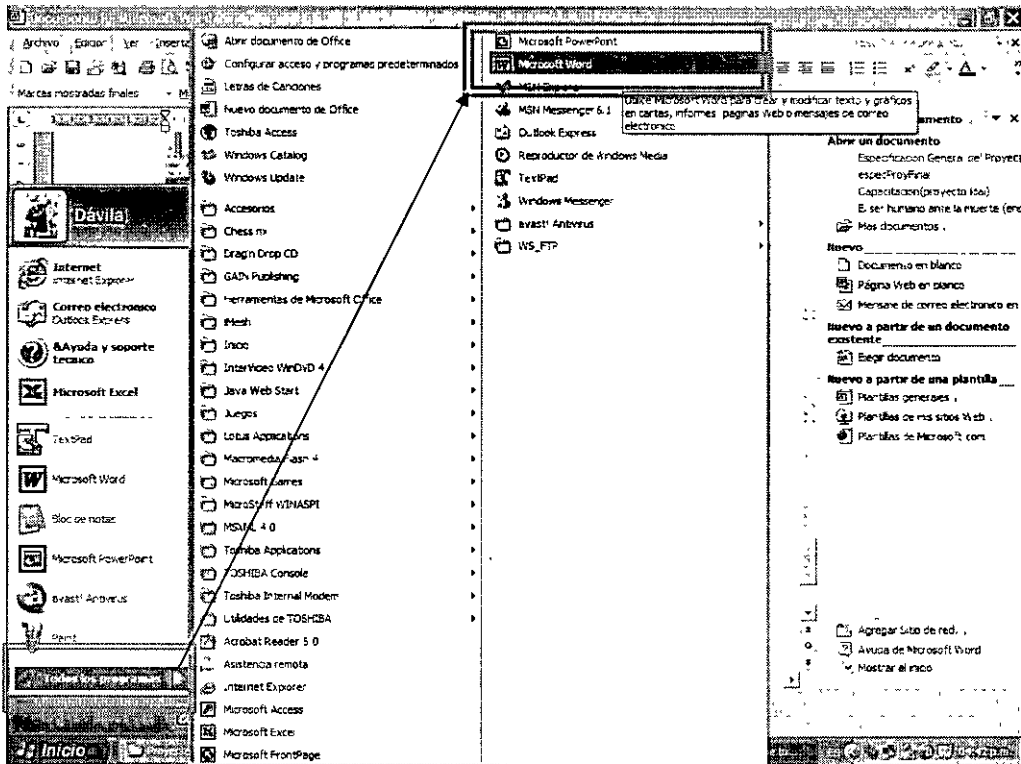 Archivo Edición Ver Inserta
Marcas mostradas finales
Dávila
Internet
Internet Explorer
Correo electrónico
Outlook Express
&Ayuda y soporte
técnico
Microsoft Excel
TextPad
Microsoft Word
Bloc de notas
Microsoft PowerPoint
avast! Antivirus
Paint
Todos los programas
Inicio
Abrir documento de Office
Configurar acceso y programas predeterminados
Letras de Canciones
Nuevo documento de Office
Toshiba Access
Windows Catalog
Windows Update
Accesorios
Chess
Drag'n Drop CD
GAIN Publishing
Herramientas de Microsoft Office
iMesh
Inicio
InterVideo WinDVD 4
Java Web Start
Juegos
Lotus Applications
Macromedia Flash 4
Microsoft Games
MicroStaff WINASPI
MSXML 4.0
Toshiba Applications
TOSHIBA Console
Toshiba Internal Modem
Utilidades de TOSHIBA
Acrobat Reader 5.0
Asistencia remota
Internet Explorer
Microsoft Access
Microsoft Excel
Microsoft FrontPage
Microsoft PowerPoint
Microsoft Word
MSN Explorer
MSN Messenger 6.1
Outlook Express
Reproductor de Windows Media
TextPad
Windows Messenger
avast! Antivirus
WS_FTP
Utilice Microsoft Word para crear y modificar texto y gráficos
en cartas, informes, páginas Web o mensajes de correo
electrónico
umento
Abrir un documento
Especificacion General del Proyect
especProyFinal
Capacitacion(proyecto Idai)
El ser humano ante la muerte (enc
Más documentos...
Nuevo
Documento en blanco
Página Web en blanco
Mensaje de correo electrónico en
Nuevo a partir de un documento
existente
Elegir documento
Nuevo a partir de una plantilla
Plantillas generales...
Plantillas de mis sitios Web...
Plantillas de Microsoft.com
Agregar Sitio de red...
Ayuda de Microsoft Word
Mostrar al inicio